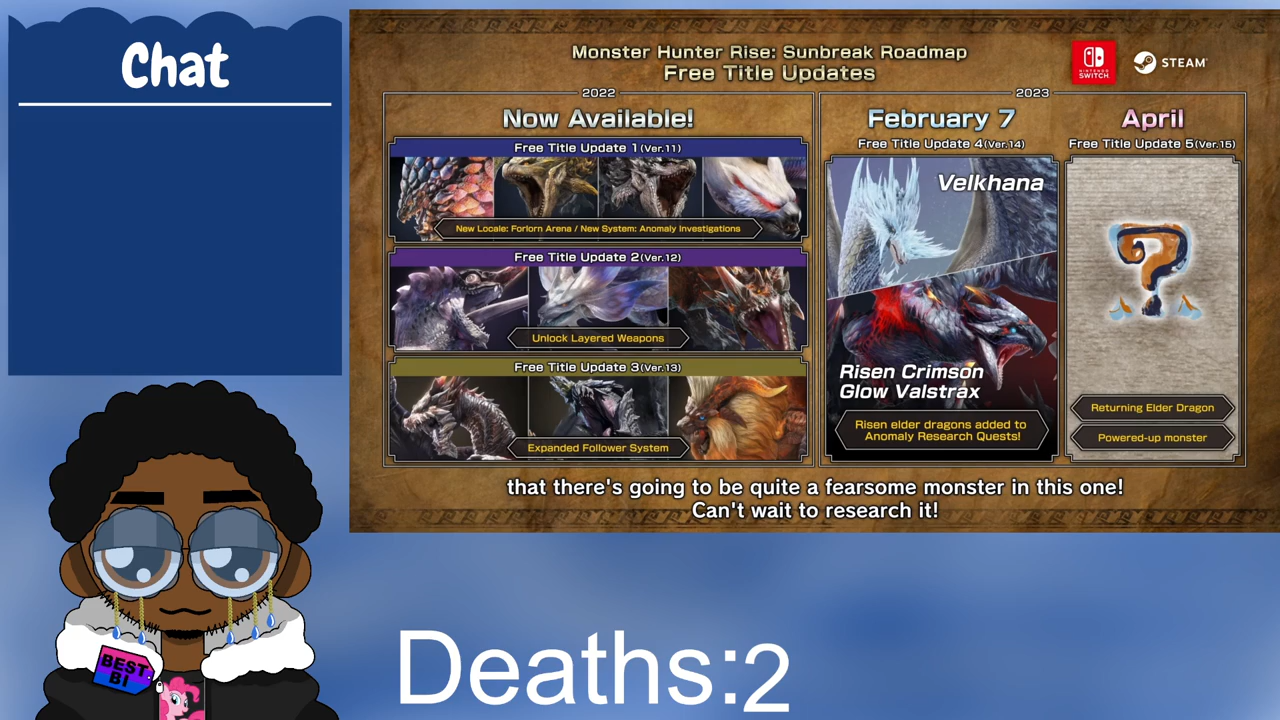 Chat
Monster Hunter Rise: Sunbreak Roadmap
Free Title Updates
NINTENDO
SWITCH
STEAM
2022
Now Available!
Free Title Update 1(Ver.11)
New Locale: Forlorn Arena / New System: Anomaly Investigations
Free Title Update 2(Ver.12)
Unlock Layered Weapons
Free Title Update 3(Ver.13)
Expanded Follower System
2023
February 7
Free Title Update 4(Ver.14)
Velkhana
Risen Crimson
Glow Valstrax
Risen elder dragons added to
Anomaly Research Quests!
April
Free Title Update 5(Ver.15)
?
Returning Elder Dragon
Powered-up monster
that there's going to be quite a fearsome monster in this one!
Can't wait to research it!
BEST
BI
Deaths:2